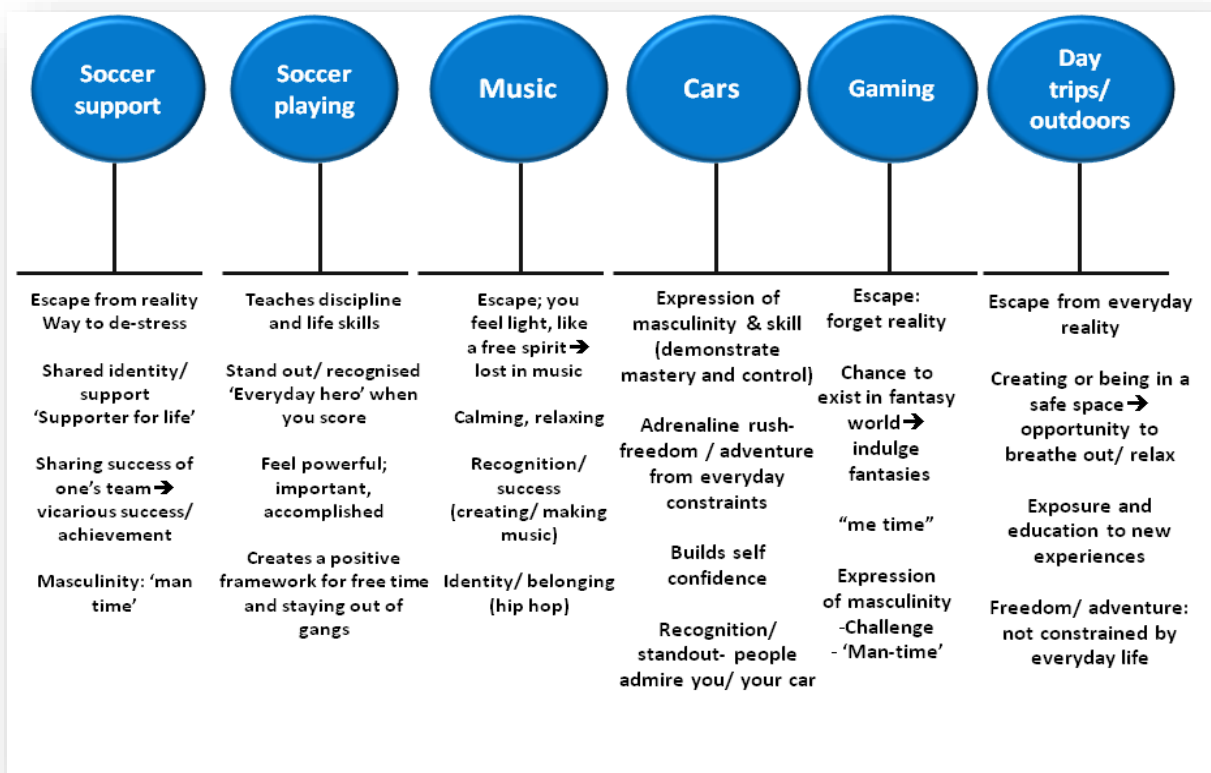 Soccer
support
Soccer
playing
Music
Cars
Gaming
Day
trips/
outdoors
Escape from reality
Way to de-stress
Shared identity/
support
‘Supporter for life’
Sharing success of
one’s team➔
vicarious success/
achievement
Masculinity: ‘man
time’
Teaches discipline
and life skills
Stand out/ recognised
‘Everyday hero’ when
you score
Feel powerful;
important,
accomplished
Creates a positive
framework for free time
and staying out of
gangs
Escape; you
feel light, like
a free spirit➔
lost in music
Calming, relaxing
Recognition/
success
(creating/ making
music)
Identity/ belonging
(hip hop)
Expression of
masculinity & skill
(demonstrate
mastery and control)
Adrenaline rush-
freedom / adventure
from everyday
constraints
Builds self
confidence
Recognition/
standout- people
admire you/ your car
Escape:
forget reality
Chance to
exist in fantasy
world➔
indulge
fantasies
“me time”
Expression
of masculinity
-Challenge
- ‘Man-time’
Escape from everyday
reality
Creating or being in a
safe space➔
opportunity to
breathe out/ relax
Exposure and
education to new
experiences
Freedom/ adventure:
not constrained by
everyday life